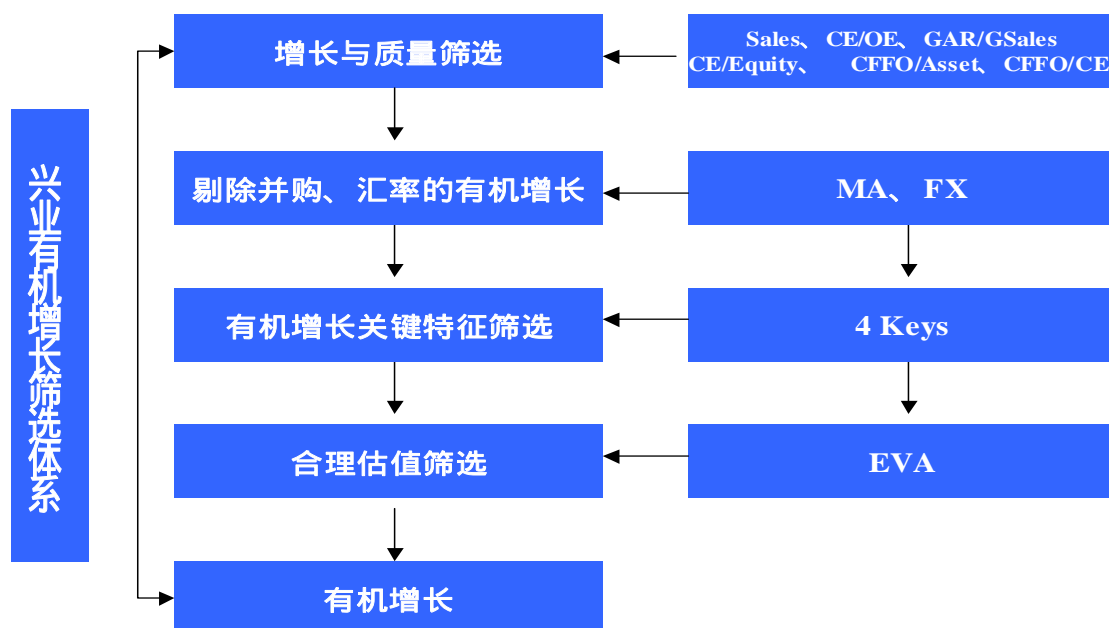 兴业有机增长筛选体系
增长与质量筛选
Sales、CE/OE、GAR/GSales
CE/Equity、 CFFO/Asset、CFFO/CE
剔除并购、汇率的有机增长
MA、FX
有机增长关键特征筛选
4 Keys
合理估值筛选
EVA
有机增长